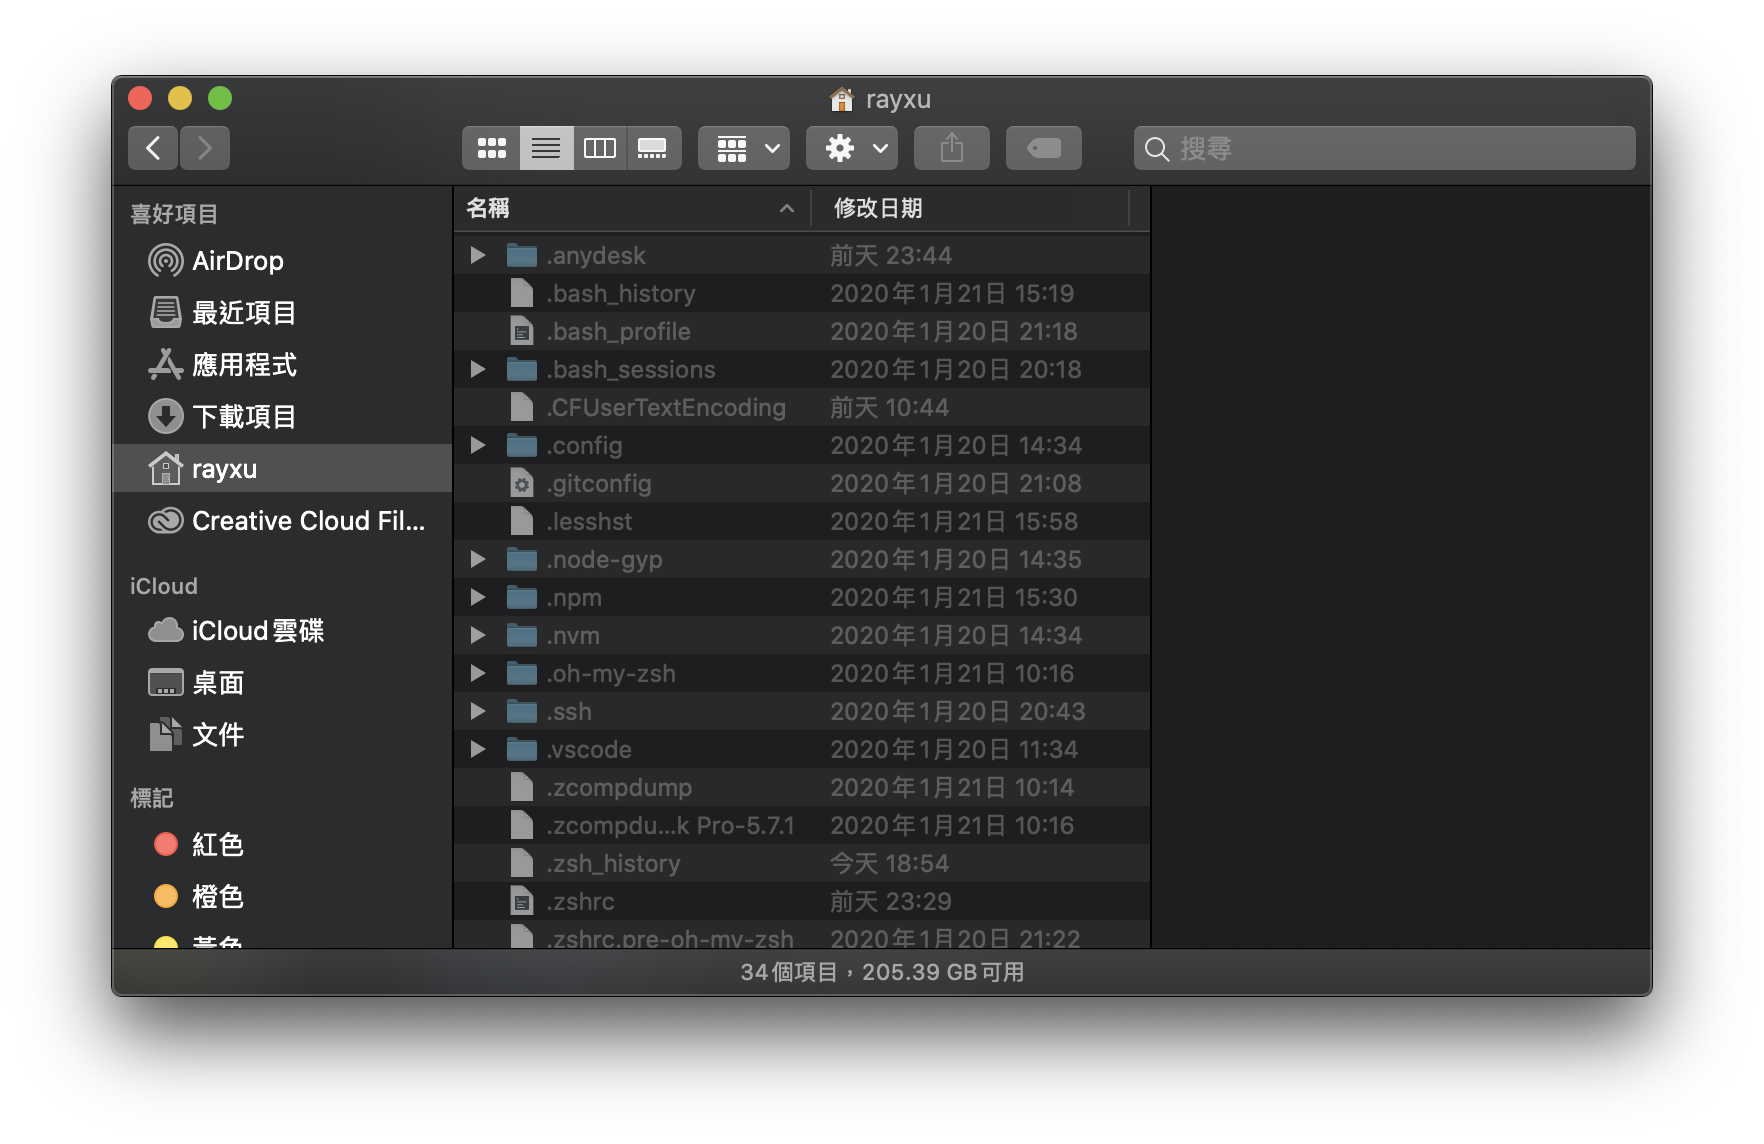 rayxu
搜尋
喜好項目
AirDrop
最近項目
應用程式
下載項目
rayxu
Creative Cloud Fil...
iCloud
iCloud雲碟
桌面
文件
標記
紅色
橙色
黃色
名稱 修改日期
.anydesk 前天 23:44
.bash_history 2020年1月21日 15:19
.bash_profile 2020年1月20日 21:18
.bash_sessions 2020年1月20日 20:18
.CFUserTextEncoding 前天 10:44
.config 2020年1月20日 14:34
.gitconfig 2020年1月20日 21:08
.lesshst 2020年1月21日 15:58
.node-gyp 2020年1月20日 14:35
.npm 2020年1月21日 15:30
.nvm 2020年1月20日 14:34
.oh-my-zsh 2020年1月21日 10:16
.ssh 2020年1月20日 20:43
.vscode 2020年1月20日 11:34
.zcompdump 2020年1月21日 10:14
.zcompdu...k Pro-5.7.1 2020年1月21日 10:16
.zsh_history 今天 18:54
.zshrc 前天 23:29
.zshrc.pre-oh-my-zsh 2020年1月20日 21:22
34個項目，205.39 GB可用